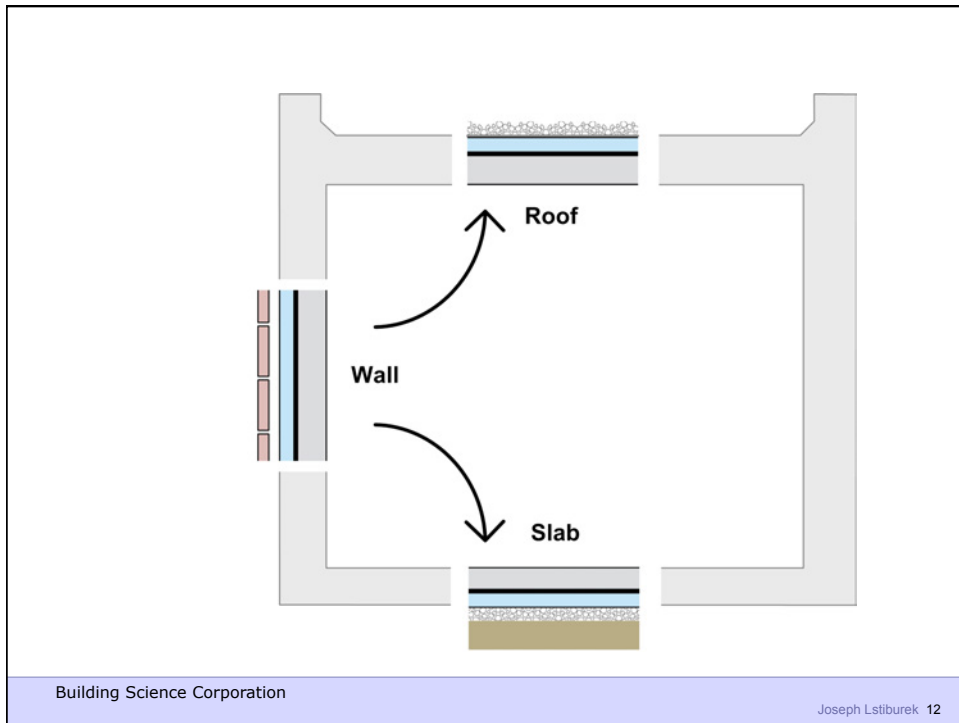 Roof
Wall
Slab
Building Science Corporation
Joseph Lstiburek 12